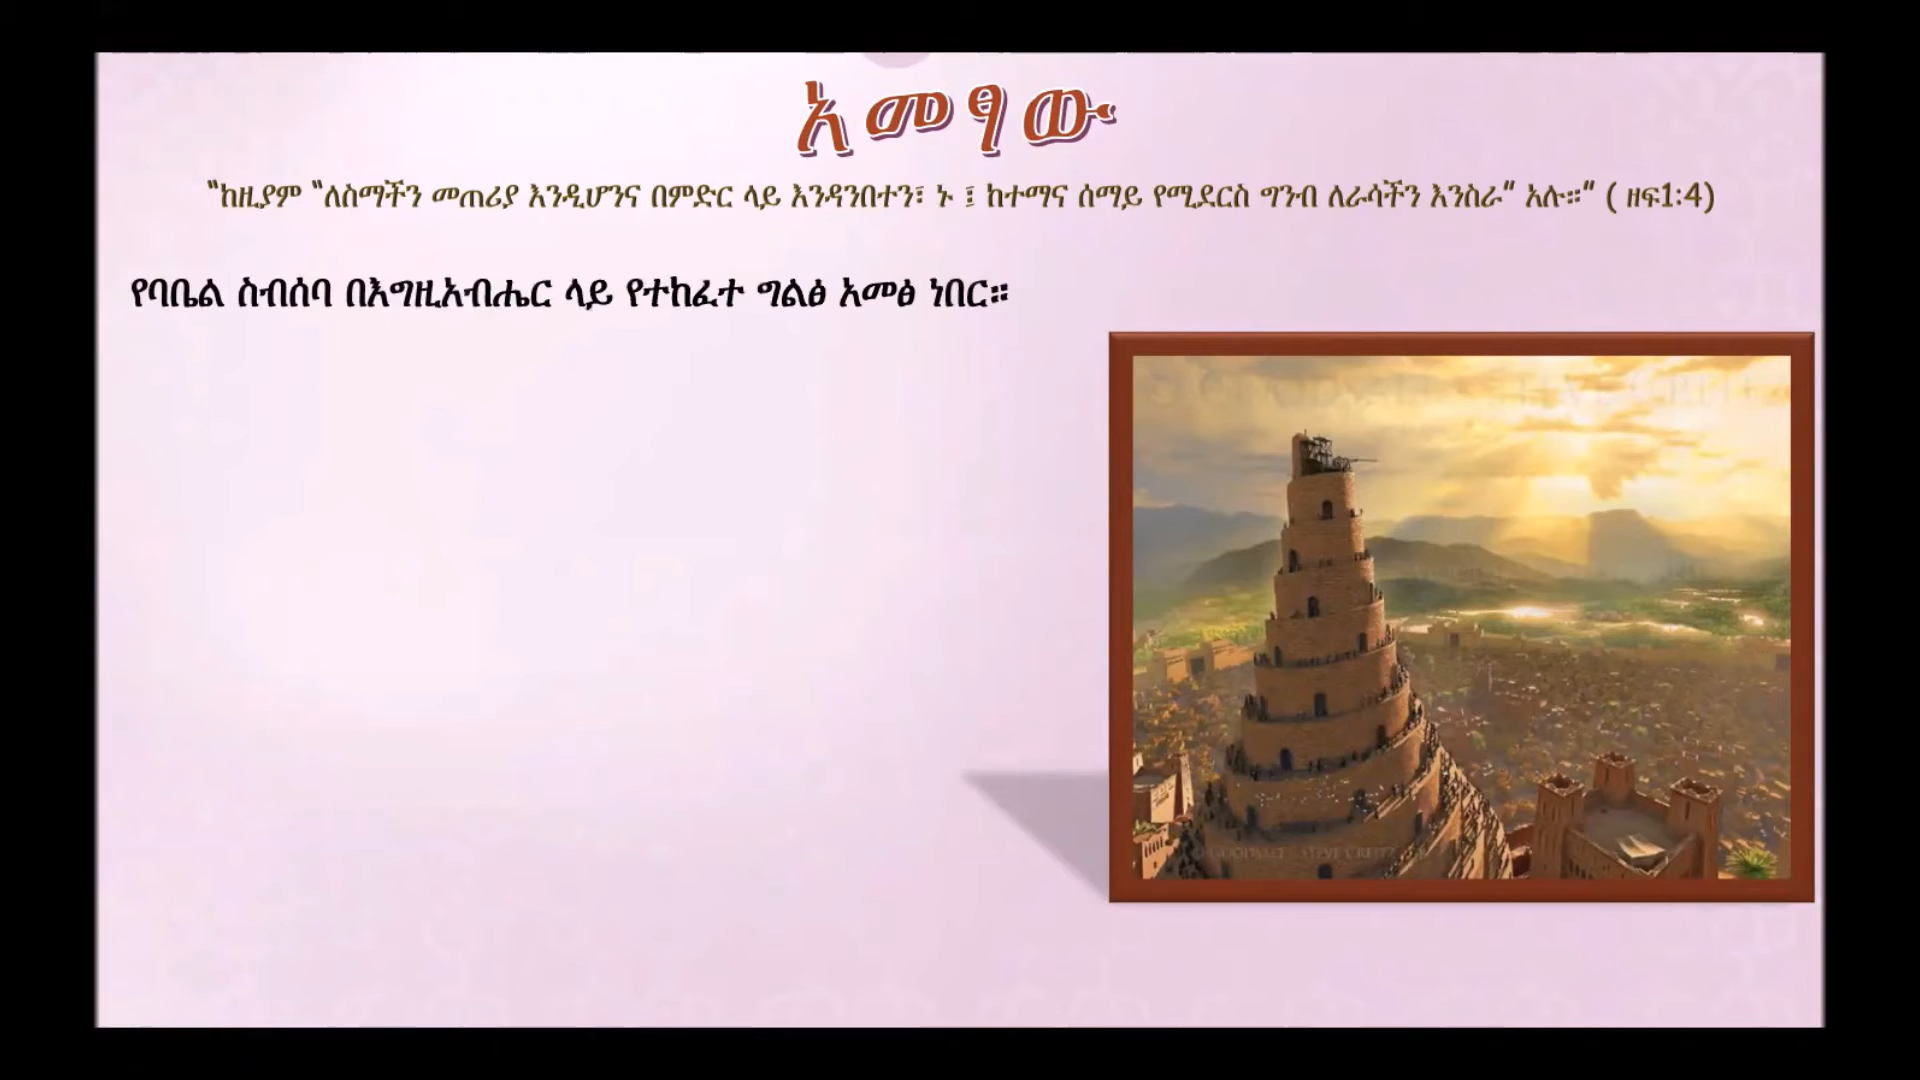 አመፃው
"ከዚያም "ለስማችን መጠሪያ እንዲሆንና በምድር ላይ እንዳንበተን፣ ኑ ፤ ከተማና ሰማይ የሚደርስ ግንብ ለራሳችን እንስራ" አሉ።" ( ዘፍ1:4)
የባቤል ስብሰባ በእግዚአብሔር ላይ የተከፈተ ግልፅ አመፅ ነበር።